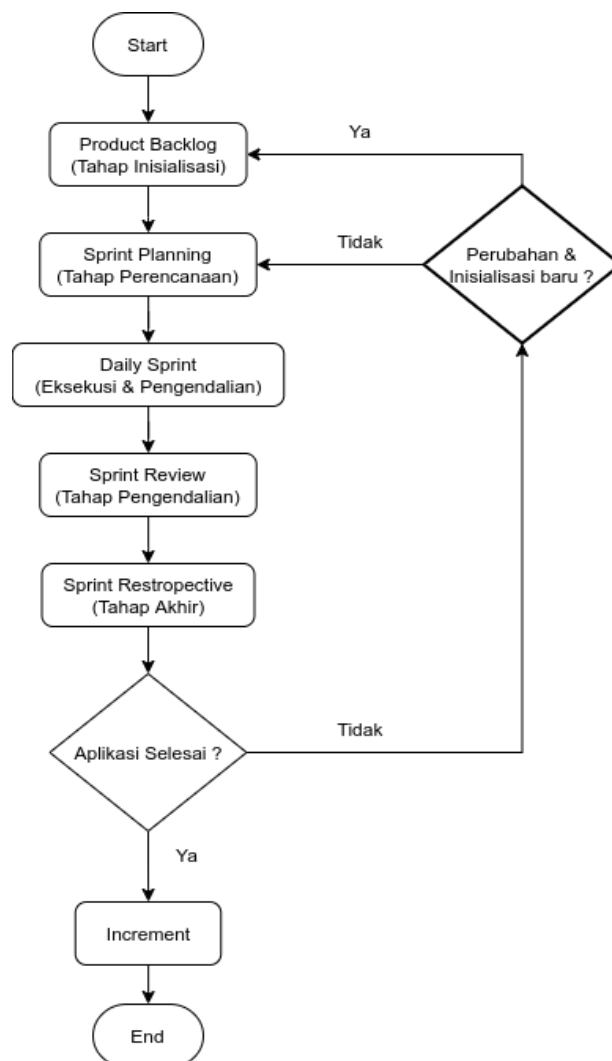 Start
Product Backlog
(Tahap Inisialisasi)
Ya
Sprint Planning
(Tahap Perencanaan)
Tidak
Perubahan &
Inisialisasi baru ?
Daily Sprint
(Eksekusi & Pengendalian)
Sprint Review
(Tahap Pengendalian)
Sprint Restropective
(Tahap Akhir)
Aplikasi Selesai ?
Tidak
Ya
Increment
End